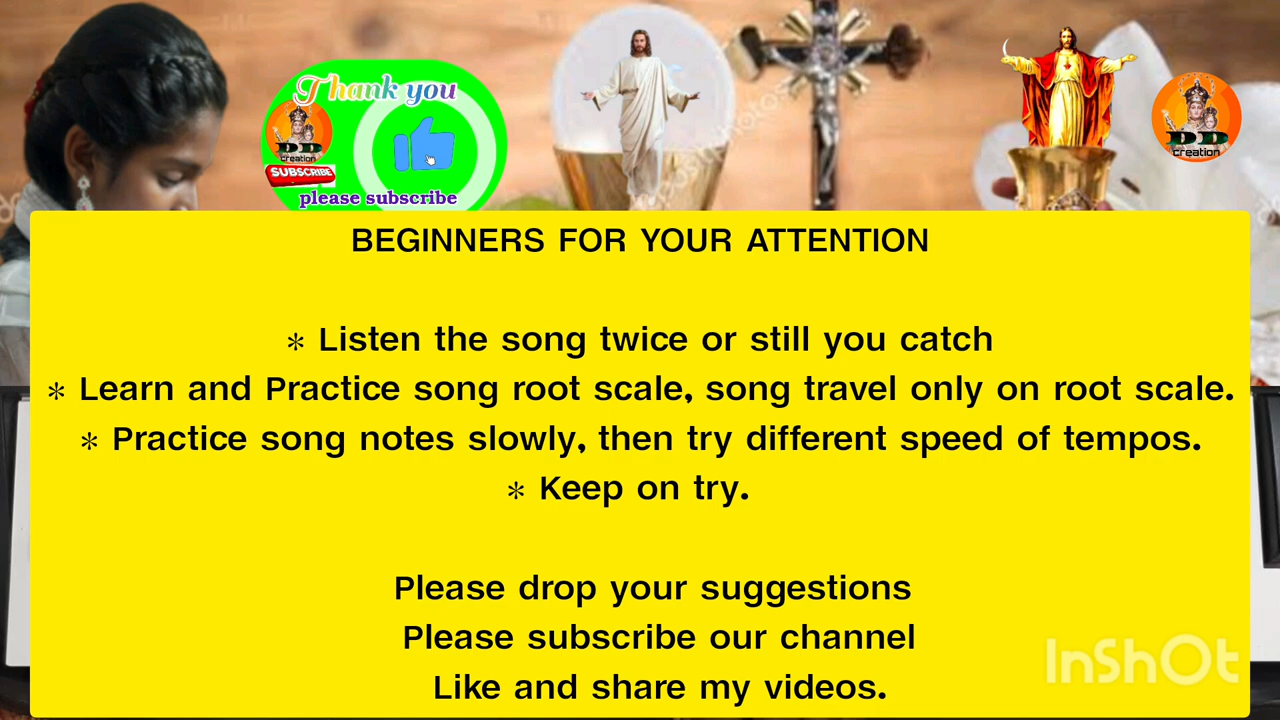 Thank you
DD
creation
SUBSCRIBE
please subscribe
DD
creation
BEGINNERS FOR YOUR ATTENTION
* Listen the song twice or still you catch
* Learn and Practice song root scale, song travel only on root scale.
* Practice song notes slowly, then try different speed of tempos.
* Keep on try.
Please drop your suggestions
Please subscribe our channel
Like and share my videos.
InShOt